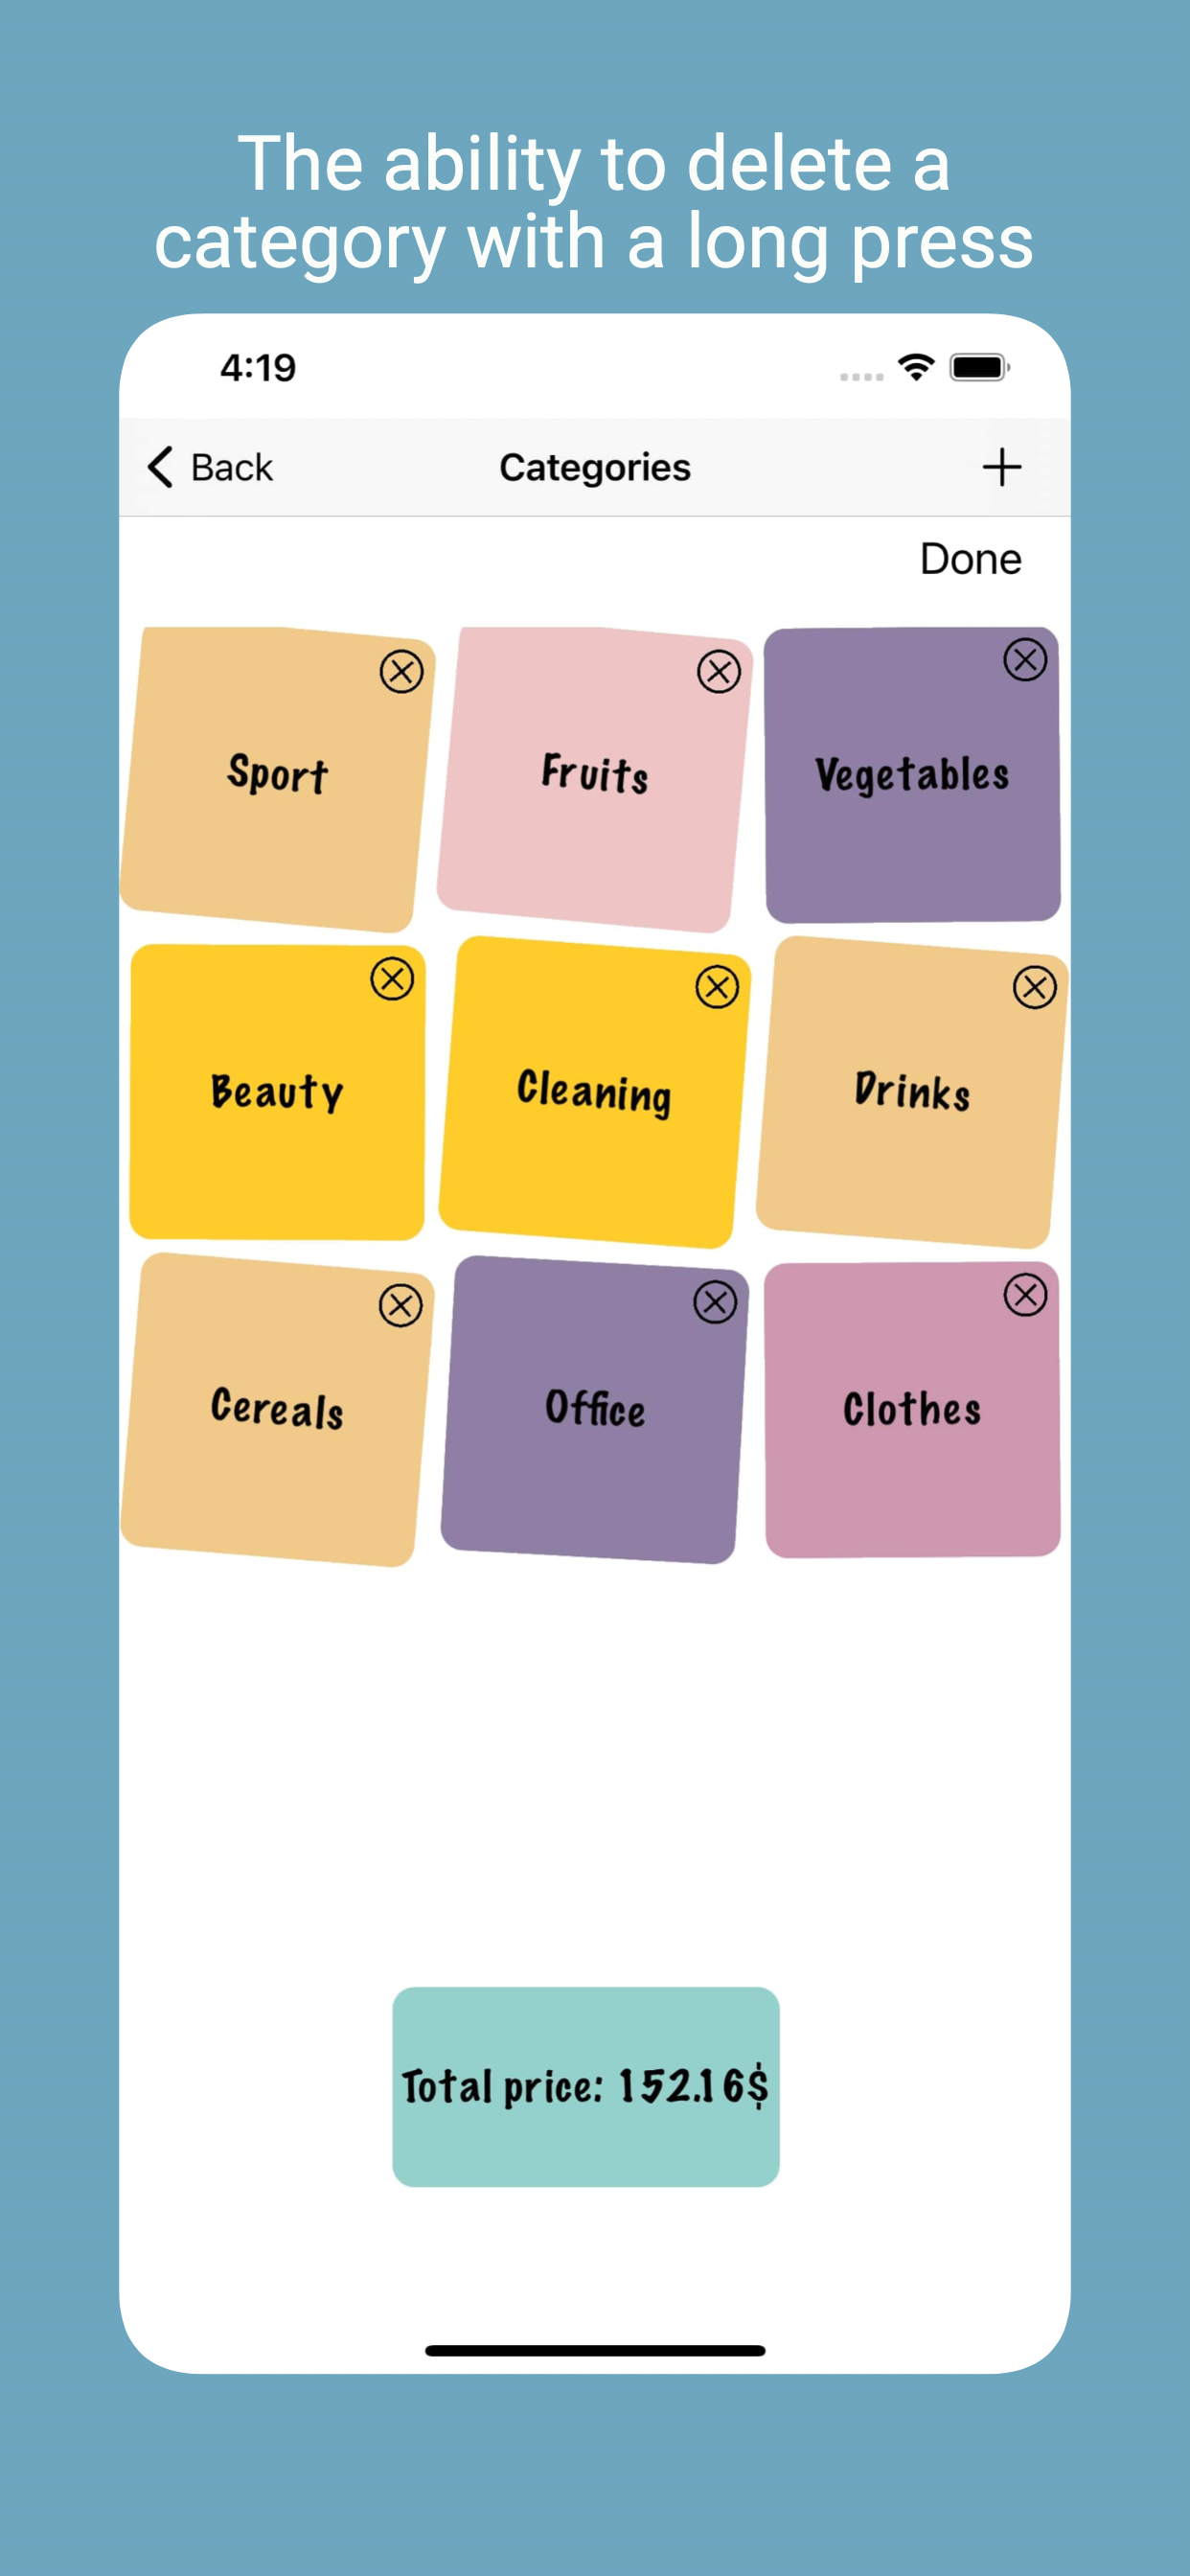 The ability to delete a
category with a long press
4:19
Back Categories
Done
Sport Fruits Vegetables
Beauty Cleaning Drinks
Cereals Office Clothes
Total price: 152.16$